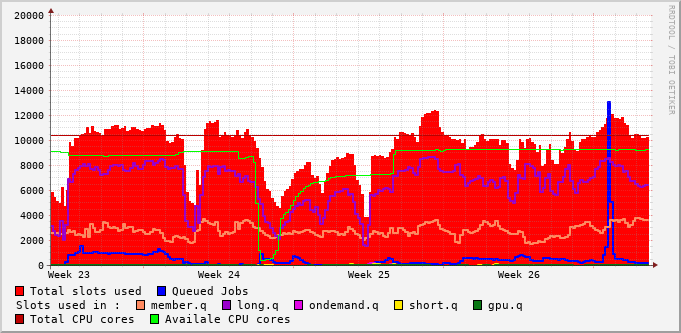 20000
18000
16000
14000
12000
10000
8000
6000
4000
2000
0
Week 23 Week 24 Week 25 Week 26
RRDTOOL / TOBI OETIKER
Total slots used Queued Jobs
Slots used in : member.q long.q ondemand.q short.q gpu.q
Total CPU cores Availale CPU cores